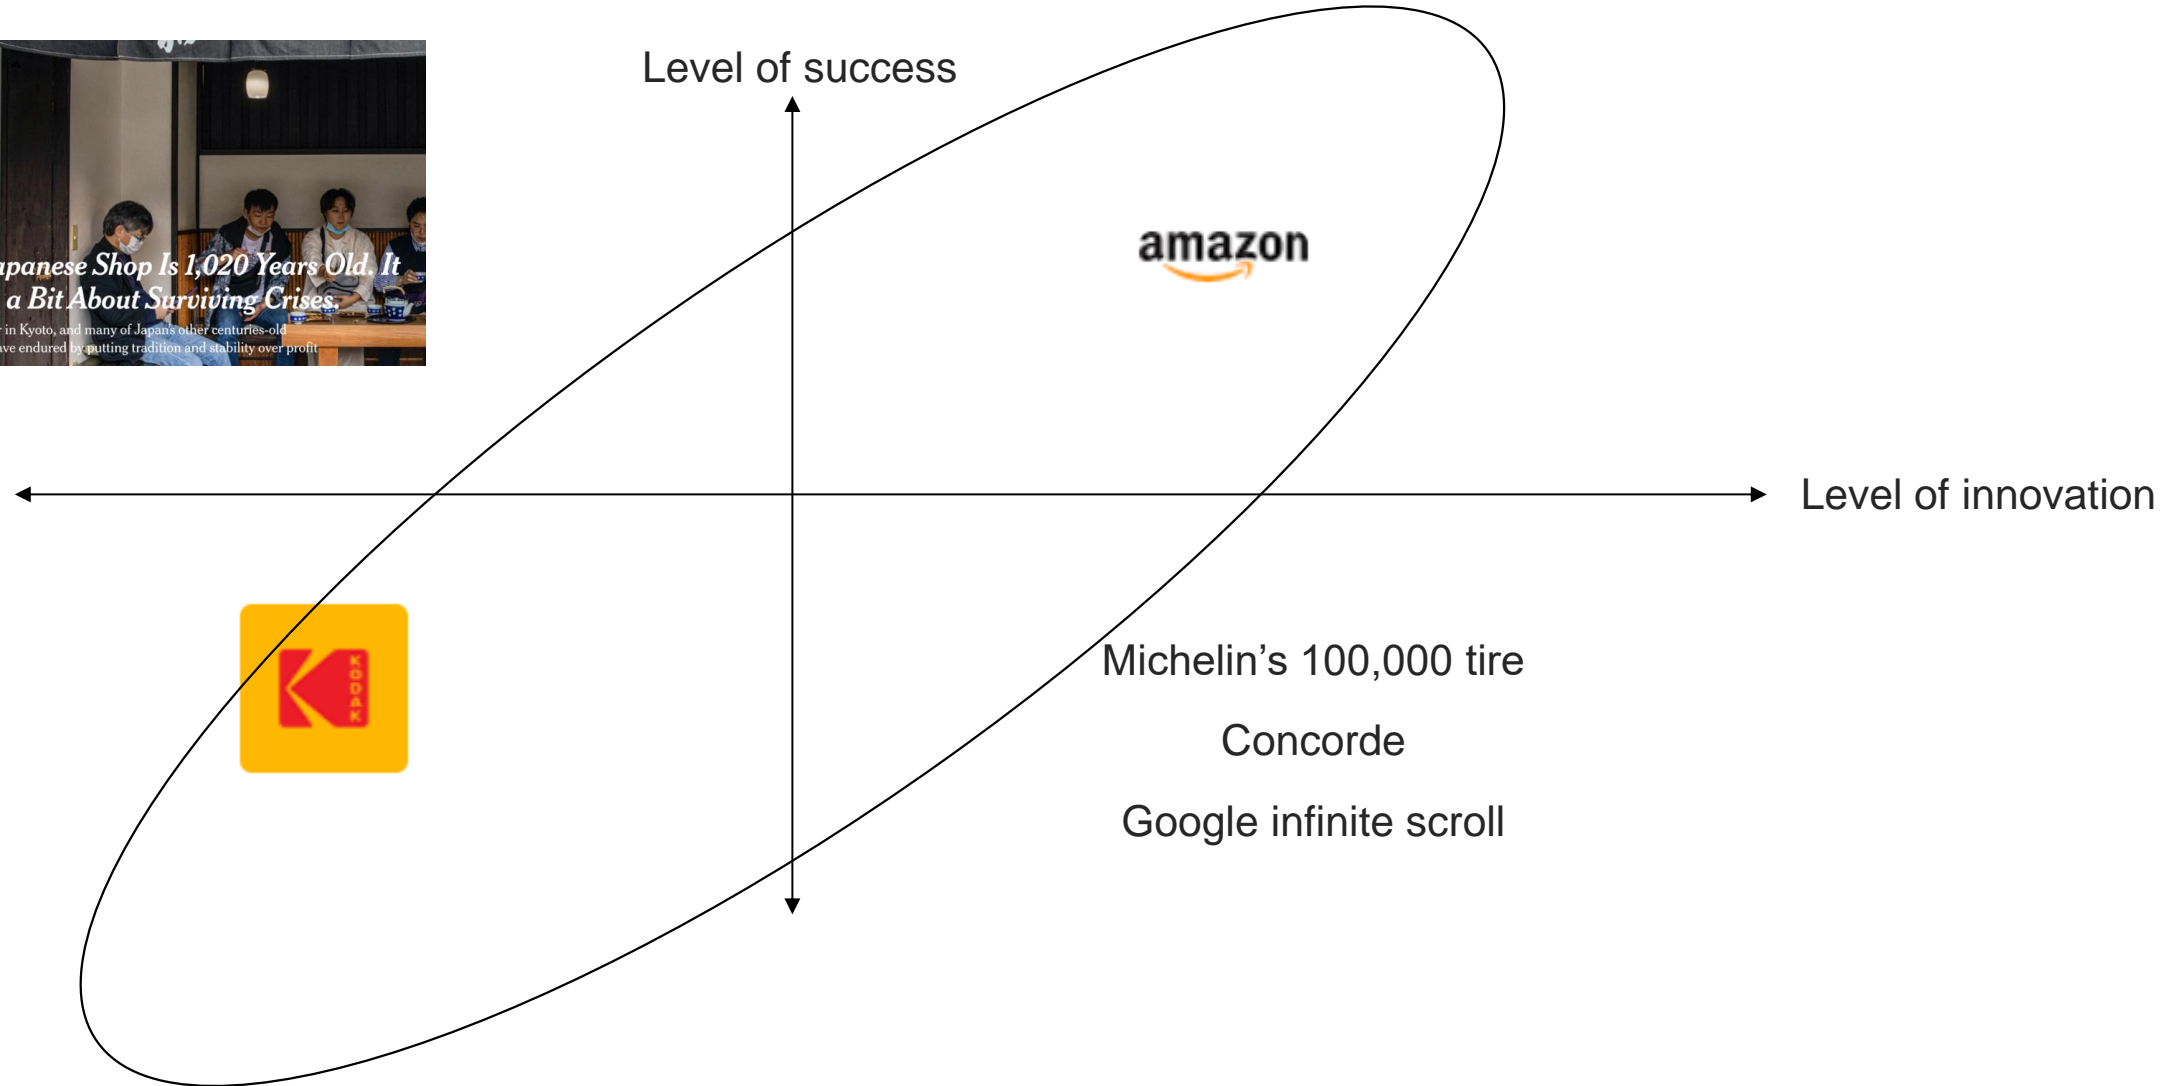 Level of success
apanese Shop Is 1,020 Years Old. It
a Bit About Surviving Crises.
r in Kyoto, and many of Japan's other centuries-old
ve endured by putting tradition and stability over profit
amazon
Level of innovation
KODAK
Michelin’s 100,000 tire
Concorde
Google infinite scroll